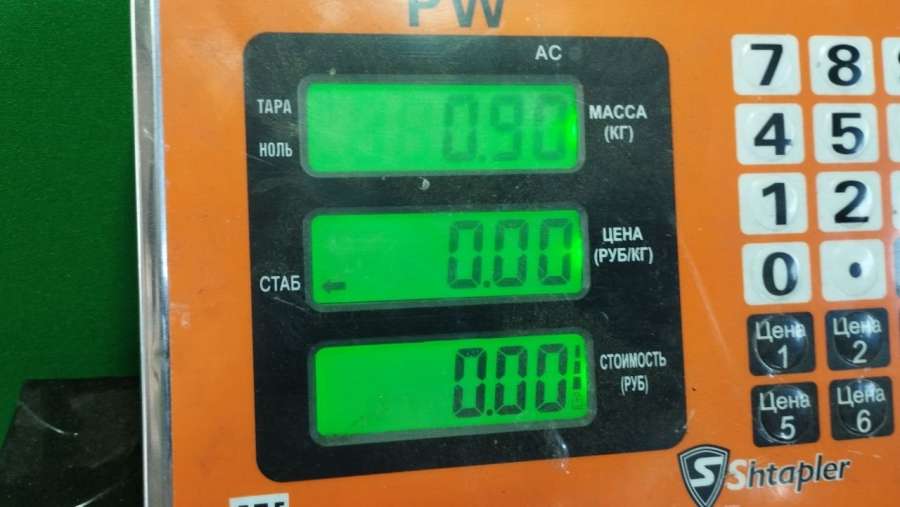 PW
AC
ТАРА
0.90
МАССА
(КГ)
НОЛЬ
ЦЕНА
(РУБ/КГ)
0.00
СТАБ
0.00
СТОИМОСТЬ
(РУБ)
7 8
4 5
1 2
0 .
Цена 1
Цена 2
Цена 5
Цена 6
S Shtapler